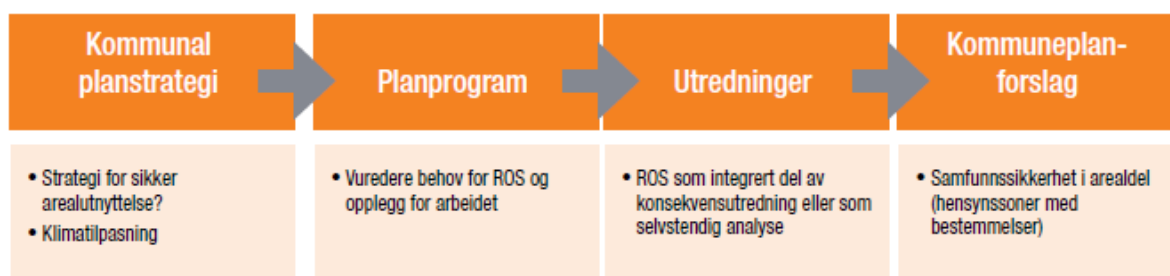 Kommunal
planstrategi
Planprogram
Utredninger
Kommuneplan-
forslag
• Strategi for sikker
arealutnyttelse?
• Klimatilpasning
• Vuredere behov for ROS og
opplegg for arbeidet
• ROS som integrert del av
konsekvensutredning eller som
selvstendig analyse
• Samfunnssikkerhet i arealdel
(hensynssoner med
bestemmelser)